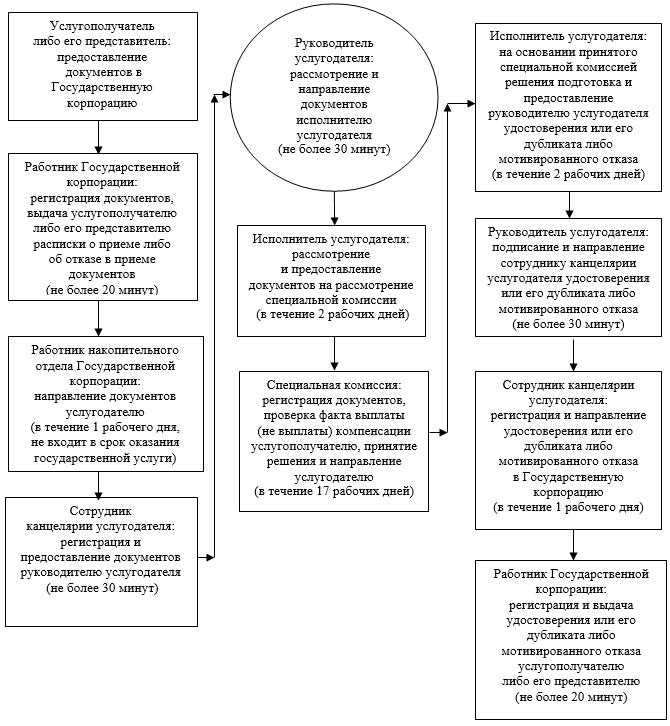 Услугополучатель
либо его представитель:
предоставление
документов в
Государственную
корпорацию
Работник Государственной
корпорации:
регистрация документов,
выдача услугополучателю
либо его представителю
расписки о приеме либо
об отказе в приеме
документов
(не более 20 минут)
Работник накопительного
отдела Государственной
корпорации:
направление документов
услугодателю
(в течение 1 рабочего дня,
не входит в срок оказания
государственной услуги)
Сотрудник
канцелярии услугодателя:
регистрация и
предоставление документов
руководителю услугодателя
(не более 30 минут)
Руководитель
услугодателя:
рассмотрение и
направление
документов
исполнителю
услугодателя
(не более 30 минут)
Исполнитель услугодателя:
рассмотрение
и предоставление
документов на рассмотрение
специальной комиссии
(в течение 2 рабочих дней)
Специальная комиссия:
регистрация документов,
проверка факта выплаты
(не выплаты) компенсации
услугополучателю, принятие
решения и направление
услугодателю
(в течение 17 рабочих дней)
Исполнитель услугодателя:
на основании принятого
специальной комиссией
решения подготовка и
предоставление
руководителю услугодателя
удостоверения или его
дубликата либо
мотивированного отказа
(в течение 2 рабочих дней)
Руководитель услугодателя:
подписание и направление
сотруднику канцелярии
услугодателя удостоверения
или его дубликата либо
мотивированного отказа
(не более 30 минут)
Сотрудник канцелярии
услугодателя:
регистрация и направление
удостоверения или его
дубликата либо
мотивированного отказа
в Государственную
корпорацию
(в течение 1 рабочего дня)
Работник Государственной
корпорации:
регистрация и выдача
удостоверения или его
дубликата либо
мотивированного отказа
услугополучателю
либо его представителю
(не более 20 минут)